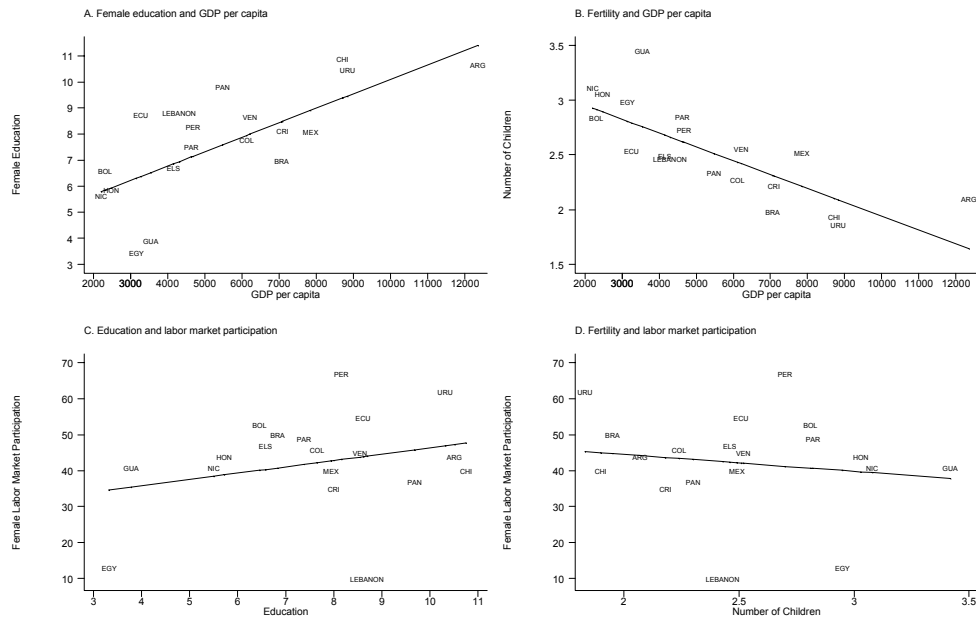 A. Female education and GDP per capita
Female Education
11
10
9
8
7
6
5
4
3
CHI
URU
ARG
PAN
ECU
LEBANON
VEN
PER
CRI
MEX
COL
PAR
BRA
ELS
BOL
HON
NIC
GUA
EGY
2000 3000 4000 5000 6000 7000 8000 9000 10000 11000 12000
GDP per capita
B. Fertility and GDP per capita
Number of Children
3.5
3
2.5
2
1.5
GUA
NIC
HON
EGY
BOL
PAR
PER
ECU
ELS
LEBANON
VEN
MEX
PAN
COL
CRI
ARG
BRA
CHI
URU
2000 3000 4000 5000 6000 7000 8000 9000 10000 11000 12000
GDP per capita
C. Education and labor market participation
Female Labor Market Participation
70
60
50
40
30
20
10
PER
URU
ECU
BOL
BRA
PAR
ELS
COL
VEN
HON
ARG
GUA
NIC
MEX
CHI
PAN
CRI
EGY
LEBANON
3 4 5 6 7 8 9 10 11
Education
D. Fertility and labor market participation
Female Labor Market Participation
70
60
50
40
30
20
10
PER
URU
ECU
BOL
BRA
PAR
ELS
COL
VEN
ARG
HON
CHI
MEX
NIC
GUA
PAN
CRI
EGY
LEBANON
2 2.5 3 3.5
Number of Children